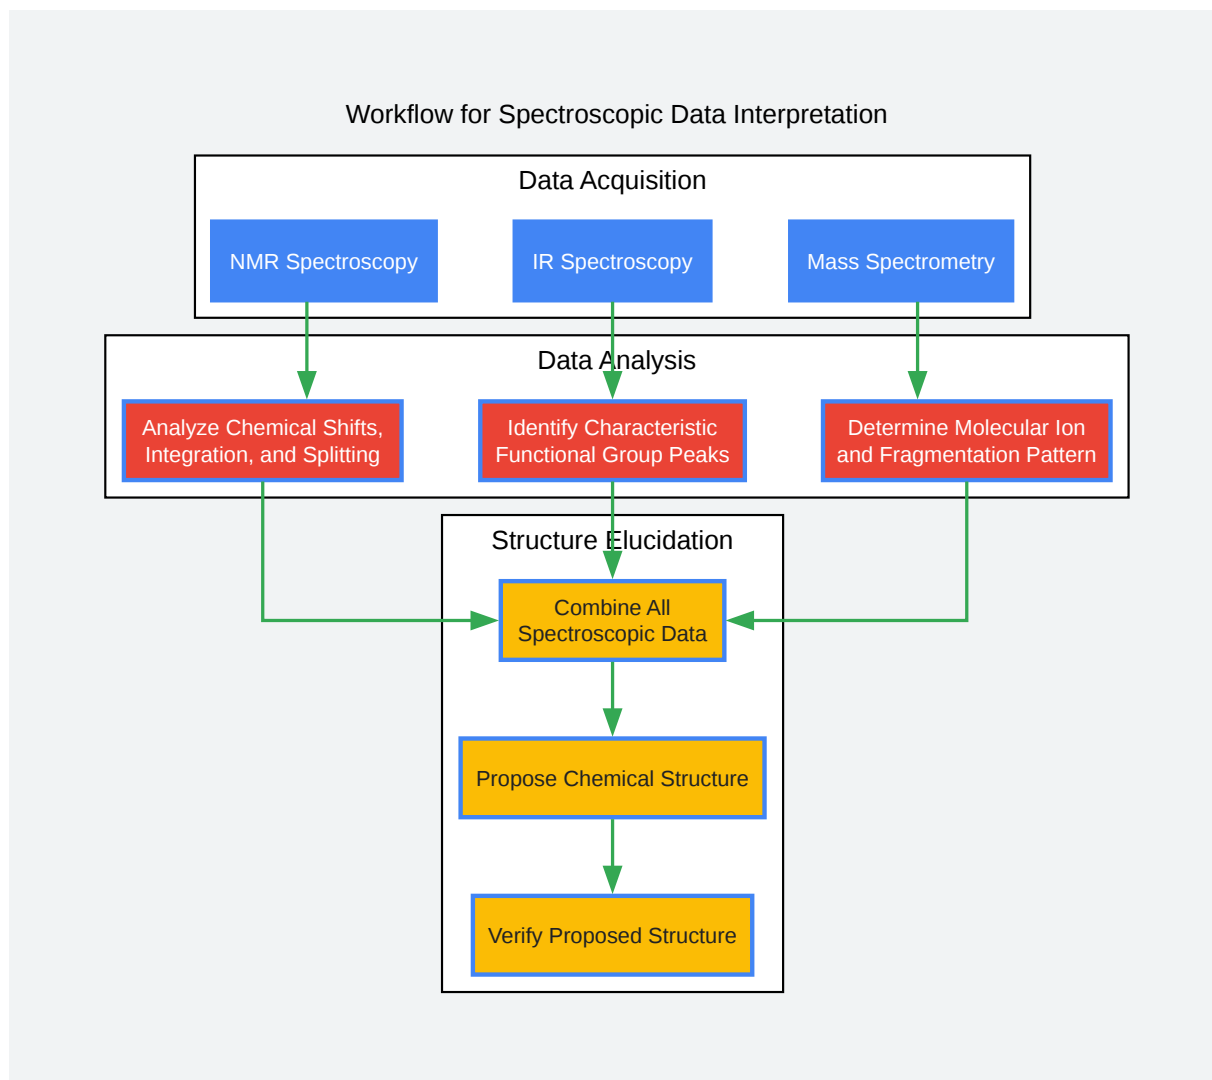 Workflow for Spectroscopic Data Interpretation
Data Acquisition
NMR Spectroscopy
IR Spectroscopy
Mass Spectrometry
Data Analysis
Analyze Chemical Shifts,
Integration, and Splitting
Identify Characteristic
Functional Group Peaks
Determine Molecular Ion
and Fragmentation Pattern
Structure Elucidation
Combine All
Spectroscopic Data
Propose Chemical Structure
Verify Proposed Structure